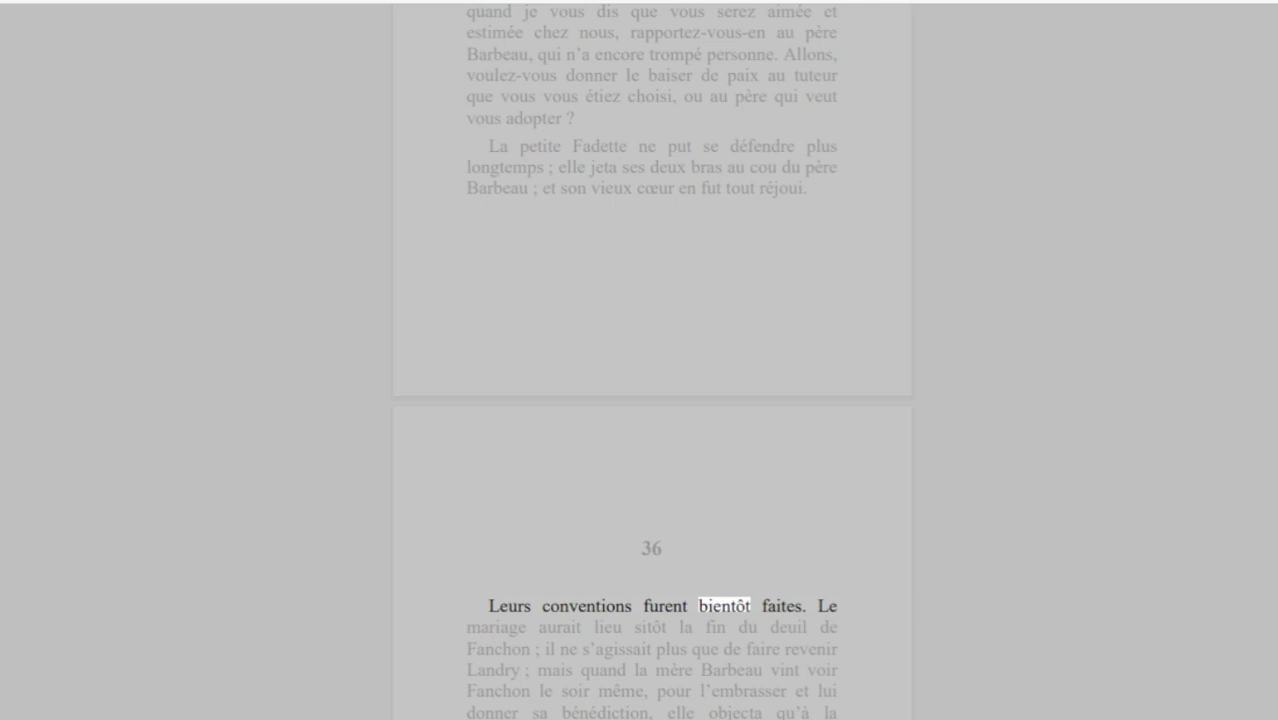 quand je vous dis que vous serez aimée et
estimée chez nous, rapportez-vous-en au père
Barbeau, qui n’a encore trompé personne. Allons,
voulez-vous donner le baiser de paix au tuteur
que vous vous étiez choisi, ou au père qui veut
vous adopter ?
La petite Fadette ne put se défendre plus
longtemps ; elle jeta ses deux bras au cou du père
Barbeau ; et son vieux cœur en fut tout réjoui.
36
Leurs conventions furent bientôt faites. Le
mariage aurait lieu sitôt la fin du deuil de
Fanchon ; il ne s’agissait plus que de faire revenir
Landry ; mais quand la mère Barbeau vint voir
Fanchon le soir même, pour l’embrasser et lui
donner sa bénédiction, elle objecta qu’à la